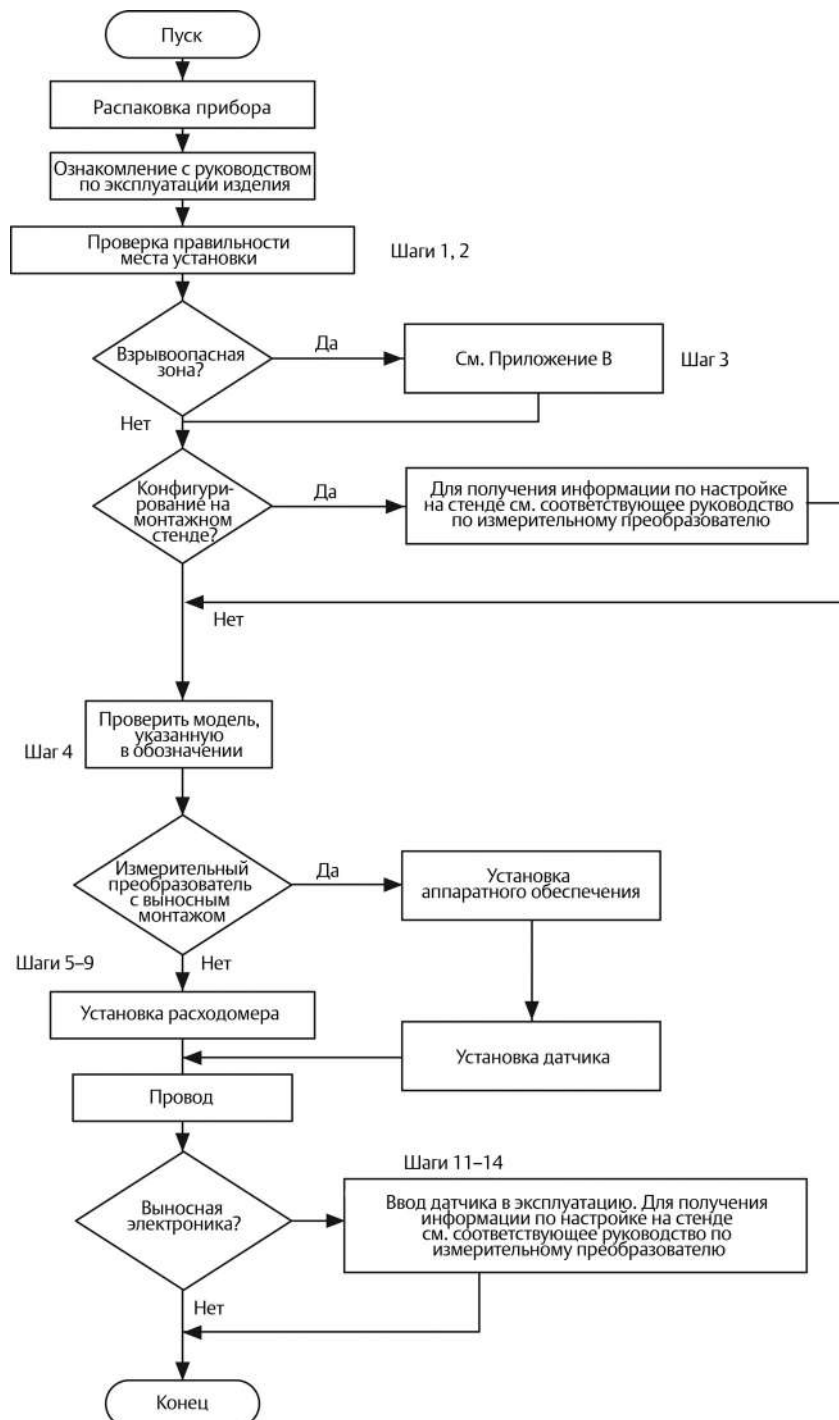 Пуск
Распаковка прибора
Ознакомление с руководством
по эксплуатации изделия
Проверка правильности
места установки
Шаги 1, 2
Взрывоопасная
зона?
Да
См. Приложение B
Шаг 3
Нет
Конфигури-
рование на
монтажном
стенде?
Да
Для получения информации по настройке
на стенде см. соответствующее руководство
по измерительному преобразователю
Нет
Проверить модель,
указанную
в обозначении
Шаг 4
Измерительный
преобразователь
с выносным
монтажом
Да
Установка
аппаратного обеспечения
Шаги 5–9
Нет
Установка расходомера
Установка датчика
Провод
Шаги 11–14
Выносная
электроника?
Ввод датчика в эксплуатацию. Для получения
информации по настройке на стенде
см. соответствующее руководство по
измерительному преобразователю
Нет
Конец